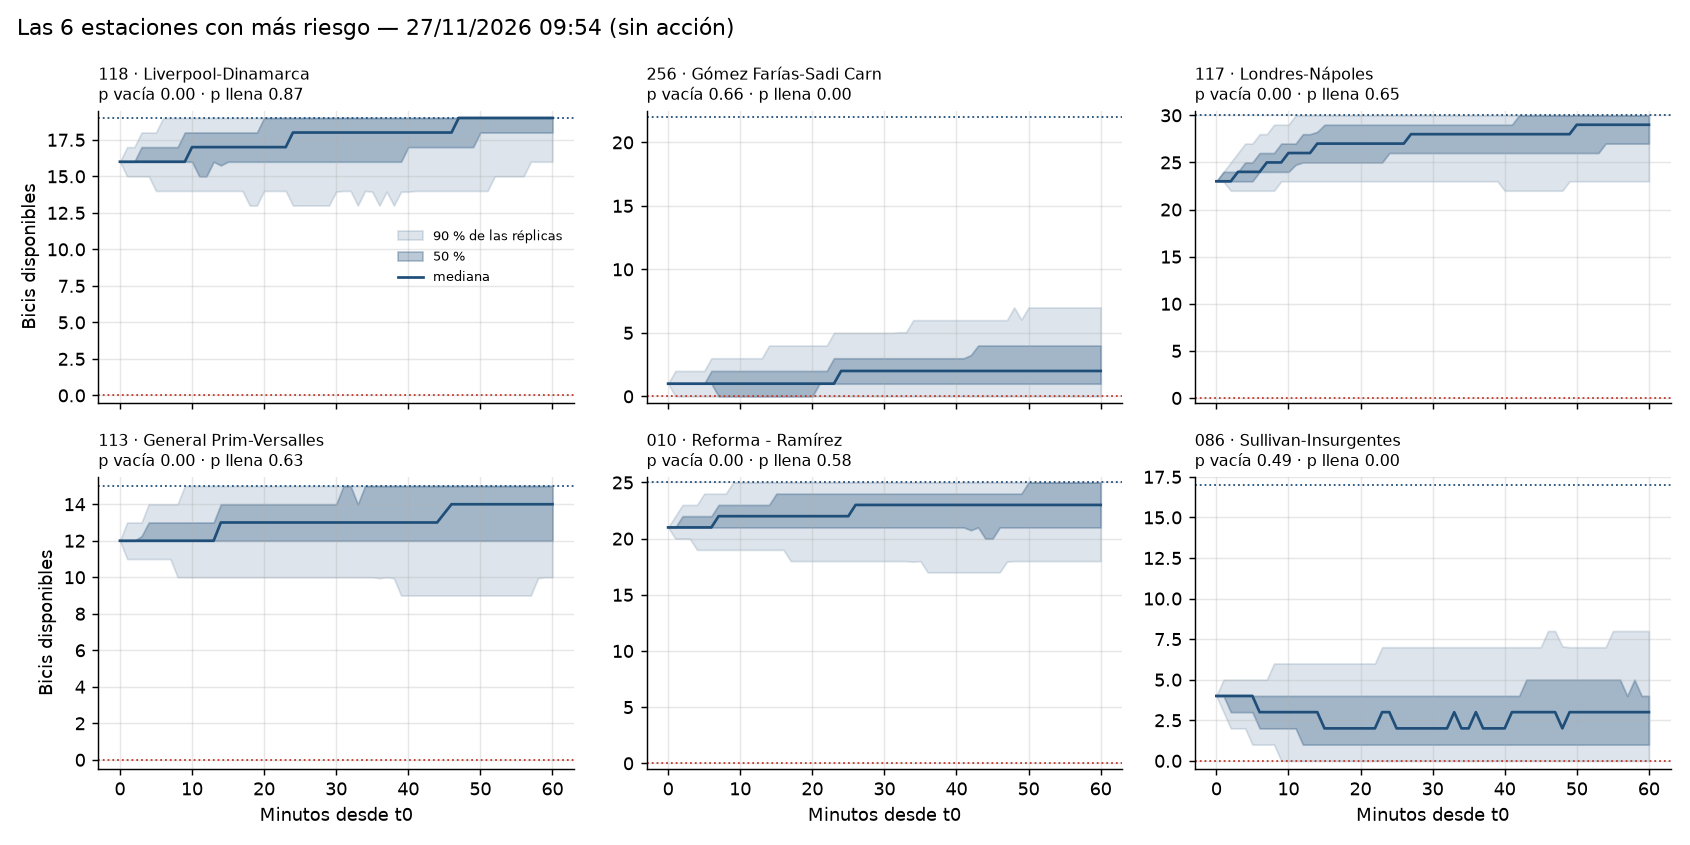 Las 6 estaciones con más riesgo — 27/11/2026 09:54 (sin acción)
118 · Liverpool-Dinamarca
p vacía 0.00 · p llena 0.87
17.5
15.0
12.5
10.0
7.5
5.0
2.5
0.0
Bicis disponibles
90 % de las réplicas
50 %
mediana
256 · Gómez Farías-Sadi Carn
p vacía 0.66 · p llena 0.00
20
15
10
5
0
117 · Londres-Nápoles
p vacía 0.00 · p llena 0.65
30
25
20
15
10
5
0
113 · General Prim-Versalles
p vacía 0.00 · p llena 0.63
14
12
10
8
6
4
2
0
Bicis disponibles
0 10 20 30 40 50 60
Minutos desde t0
010 · Reforma - Ramírez
p vacía 0.00 · p llena 0.58
25
20
15
10
5
0
0 10 20 30 40 50 60
Minutos desde t0
086 · Sullivan-Insurgentes
p vacía 0.49 · p llena 0.00
17.5
15.0
12.5
10.0
7.5
5.0
2.5
0.0
0 10 20 30 40 50 60
Minutos desde t0